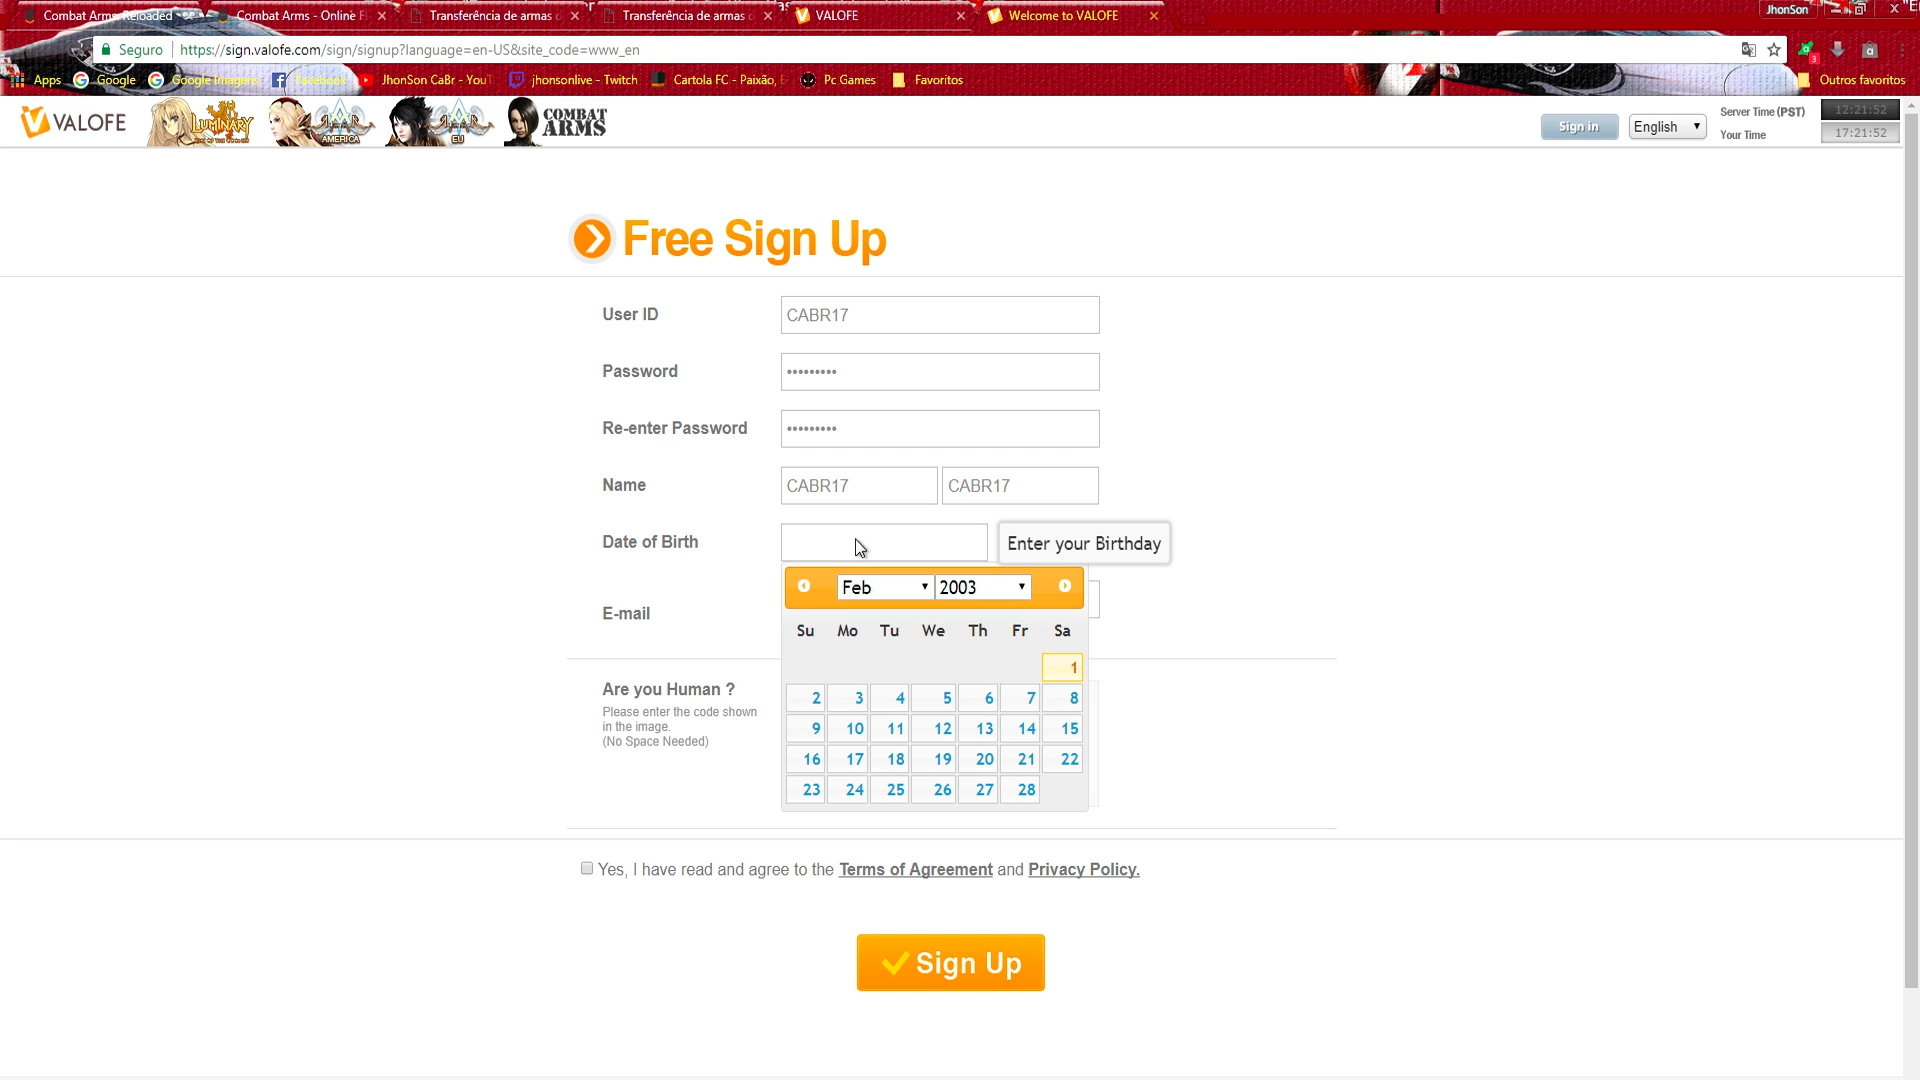 Combat Arms: Reloaded
Combat Arms - Online F
Transferência de armas
Transferência de armas
VALOFE
Welcome to VALOFE
JhonSon
Seguro
https://sign.valofe.com/sign/signup?language=en-US&site_code=www_en
Apps
Google
Google Imagens
Facebook
JhonSon CaBr - YouT
jhonsonlive - Twitch
Cartola FC - Paixão,
Pc Games
Favoritos
Outros favoritos
VALOFE
LUMINARY
AMERICA
EU
COMBAT ARMS
Sign in
English
Server Time (PST)
12:21:52
Your Time
17:21:52
Free Sign Up
User ID
CABR17
Password
Re-enter Password
Name
CABR17 CABR17
Date of Birth
Enter your Birthday
Feb 2003
Su Mo Tu We Th Fr Sa
1
2 3 4 5 6 7 8
9 10 11 12 13 14 15
16 17 18 19 20 21 22
23 24 25 26 27 28
E-mail
Are you Human ?
Please enter the code shown
in the image.
(No Space Needed)
Yes, I have read and agree to the Terms of Agreement and Privacy Policy.
Sign Up